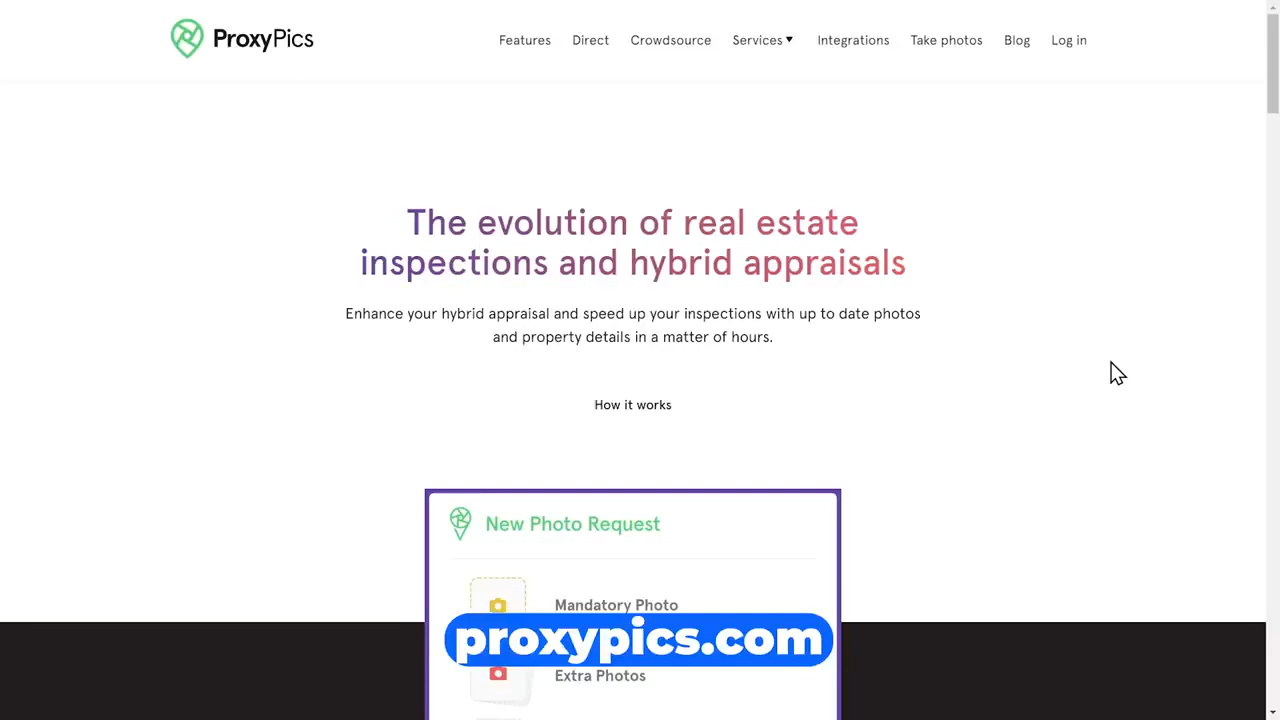 ProxyPics
Features Direct Crowdsource Services Integrations Take photos Blog Log in
The evolution of real estate
inspections and hybrid appraisals
Enhance your hybrid appraisal and speed up your inspections with up to date photos
and property details in a matter of hours.
How it works
New Photo Request
Mandatory Photo
proxypics.com
Extra Photos